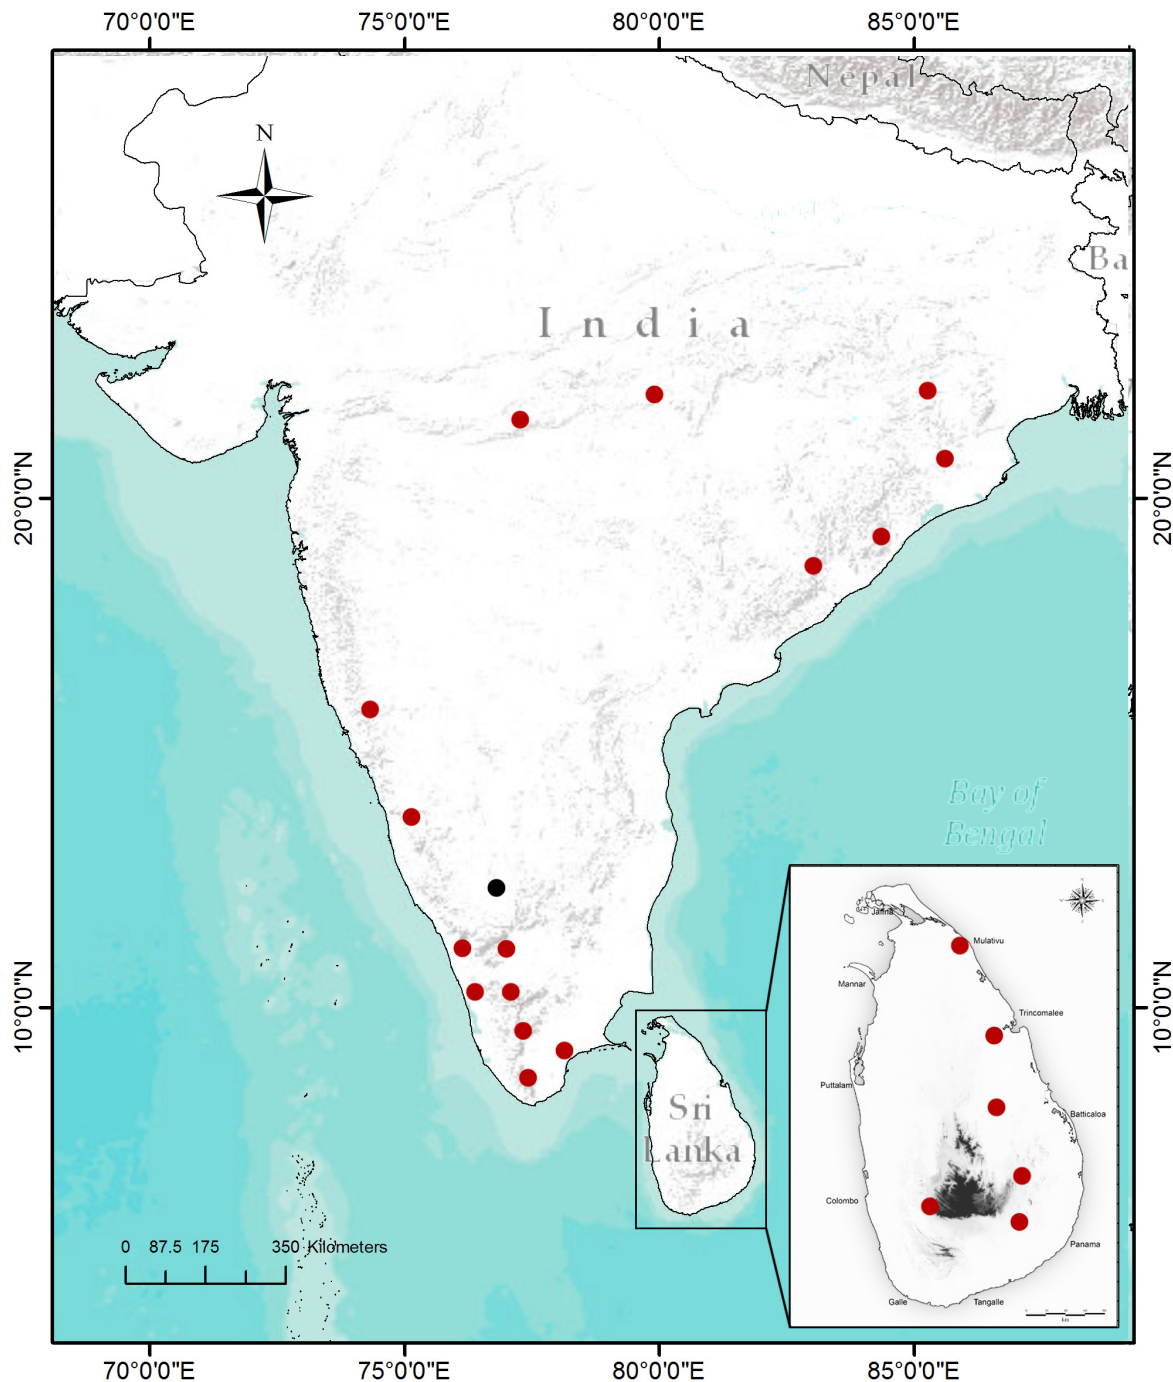 70°0'0"E 75°0'0"E 80°0'0"E 85°0'0"E
Nepal
N
Ba
India
20°0'0"N 20°0'0"N
Bay of
Bengal
Jaffna
Mulativu
Mannar
Trincomalee
10°0'0"N 10°0'0"N
Puttalam
Batticaloa
Sri
Lanka
Colombo
Panama
0 87.5 175 350 Kilometers
Galle Tangalle
km
70°0'0"E 75°0'0"E 80°0'0"E 85°0'0"E